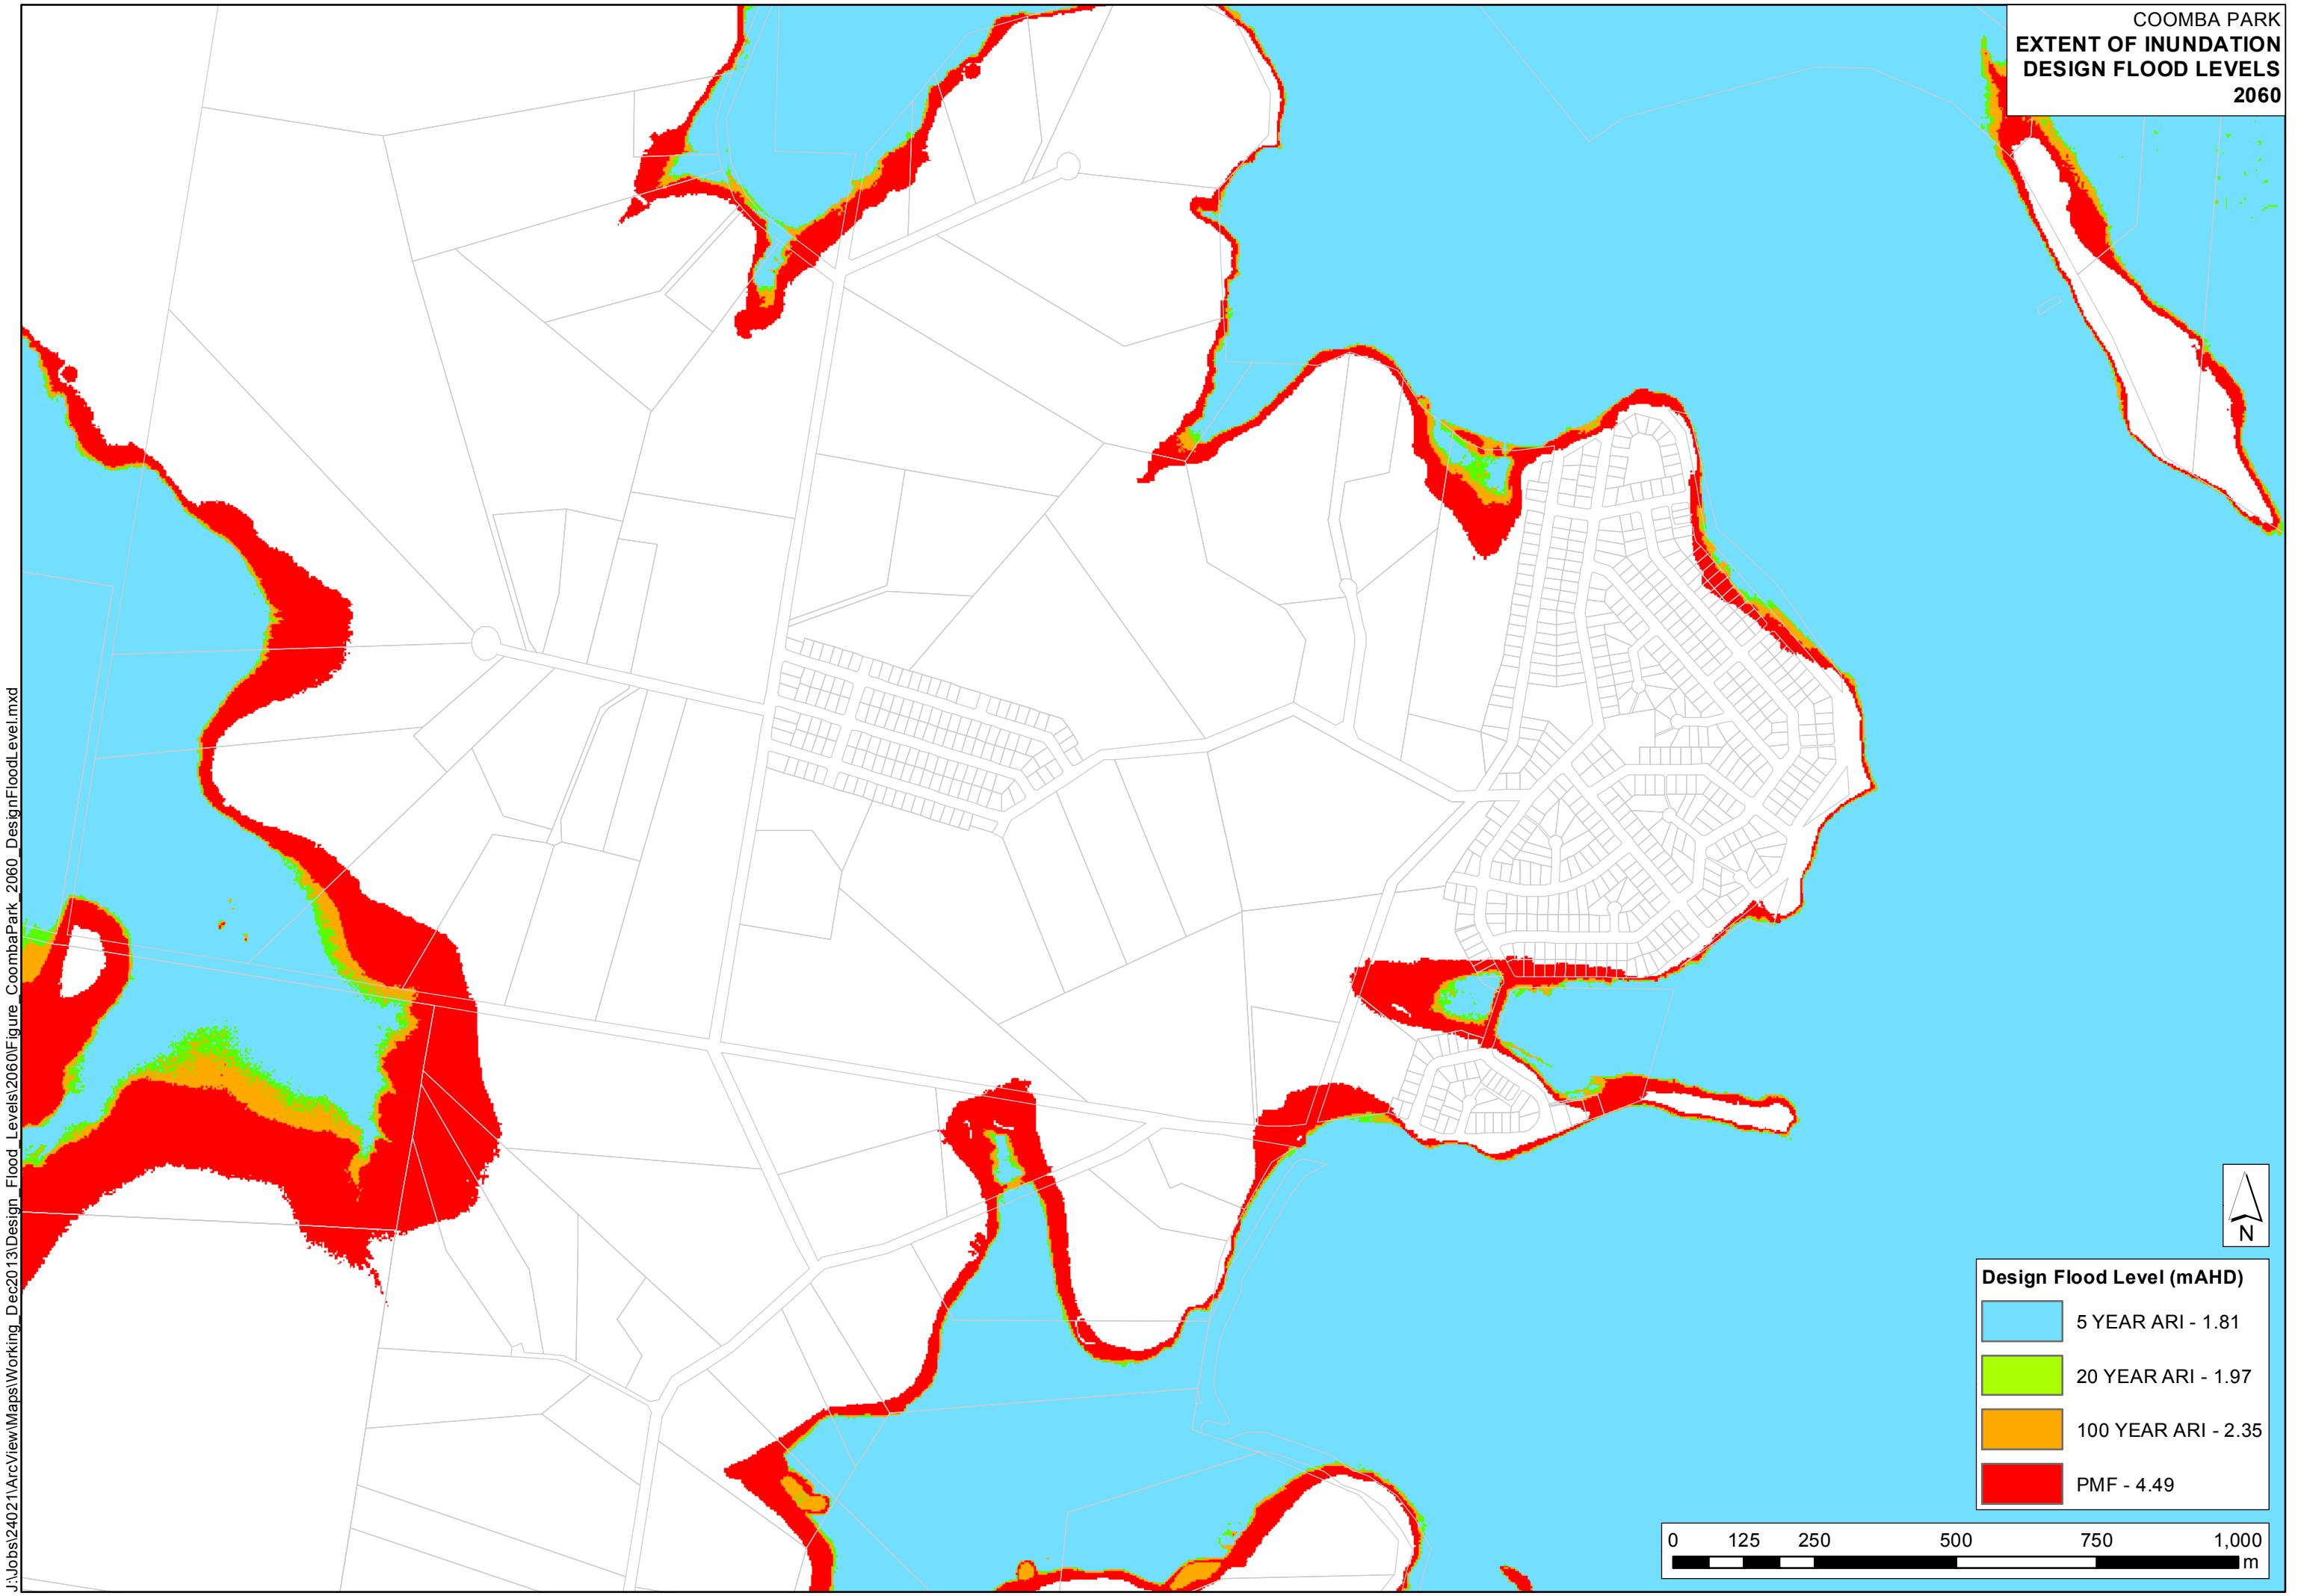 COOMBA PARK
EXTENT OF INUNDATION
DESIGN FLOOD LEVELS
2060
J:\Jobs\24021\ArcView\Maps\Working_Dec2013\Design_Flood_Levels\2060\Figure_CoombaPark_2060_DesignFloodLevel.mxd
N
Design Flood Level (mAHD)
5 YEAR ARI - 1.81
20 YEAR ARI - 1.97
100 YEAR ARI - 2.35
PMF - 4.49
0 125 250 500 750 1,000
m